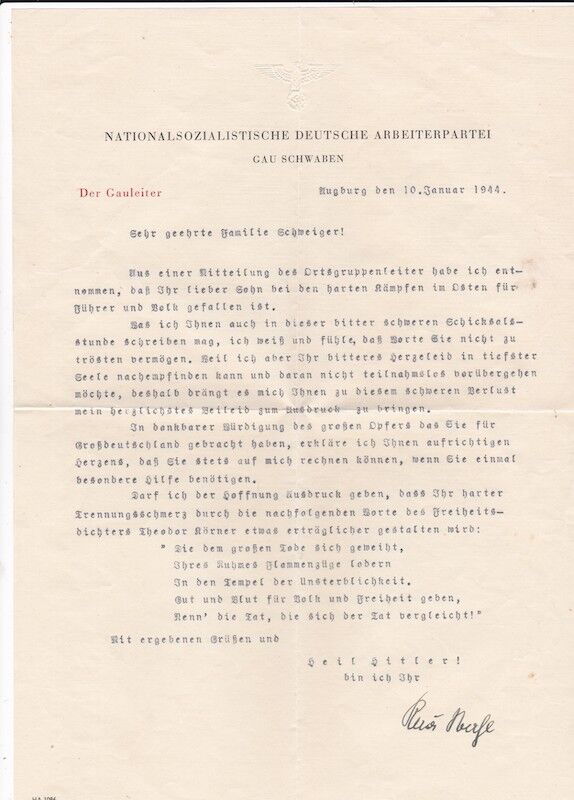 NATIONALSOZIALISTISCHE DEUTSCHE ARBEITERPARTEI
GAU SCHWABEN
Der Gauleiter
Augburg den 10.Januar 1944.
Sehr geehrte Familie Schweiger!
Aus einer Mitteilung des Ortsgruppenleiter habe ich ent-
nommen, daß Ihr lieber Sohn bei den harten Kämpfen im Osten für
Führer und Volk gefallen ist.
Was ich Ihnen auch in dieser bitter schweren Schicksals-
stunde schreiben mag, ich weiß und fühle, daß Worte Sie nicht zu
trösten vermögen. Weil ich aber Ihr bitteres Herzeleid in tiefster
Seele nachempfinden kann und daran nicht teilnahmslos vorübergehen
möchte, deshalb drängt es mich Ihnen zu diesem schweren Verlust
mein herzlichstes Beileid zum Ausdruck zu bringen.
In dankbarer Würdigung des großen Opfers das Sie für
Großdeutschland gebracht haben, erkläre ich Ihnen aufrichtigen
Herzens, daß Sie stets auf mich rechnen können, wenn Sie einmal
besondere Hilfe benötigen.
Darf ich der Hoffnung Ausdruck geben, dass Ihr harter
Trennungsschmerz durch die nachfolgenden Worte des Freiheits-
dichters Theodor Körner etwas erträglicher gestalten wird:
" Die dem großen Tode sich geweiht,
Ihres Ruhmes Flammenzüge lodern
In den Tempel der Unsterblichkeit.
Gut und Blut für Volk und Freiheit geben,
Nenn' die Tat, die sich der Tat vergleicht!"
Mit ergebenen Grüßen und
Heil Hitler!
bin ich Ihr